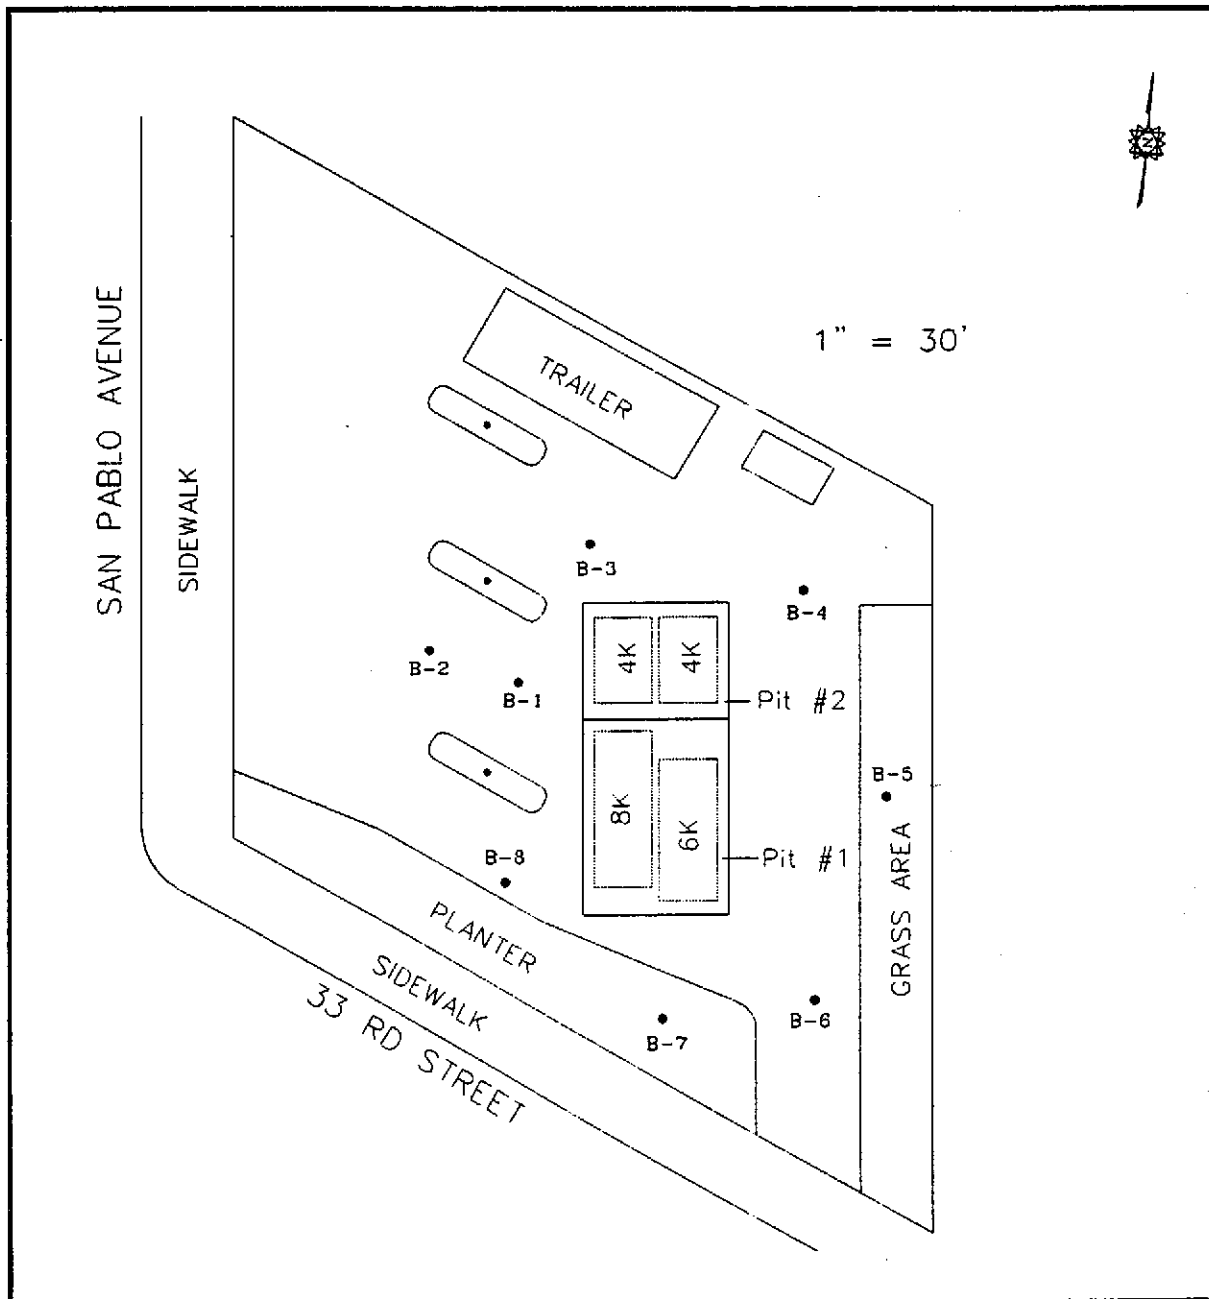 N
1" = 30'
SAN PABLO AVENUE
SIDEWALK
TRAILER
B-3
B-4
B-2
B-1
4K
4K
Pit #2
B-5
8K
6K
Pit #1
B-8
GRASS AREA
PLANTER
SIDEWALK
33 RD STREET
B-7
B-6